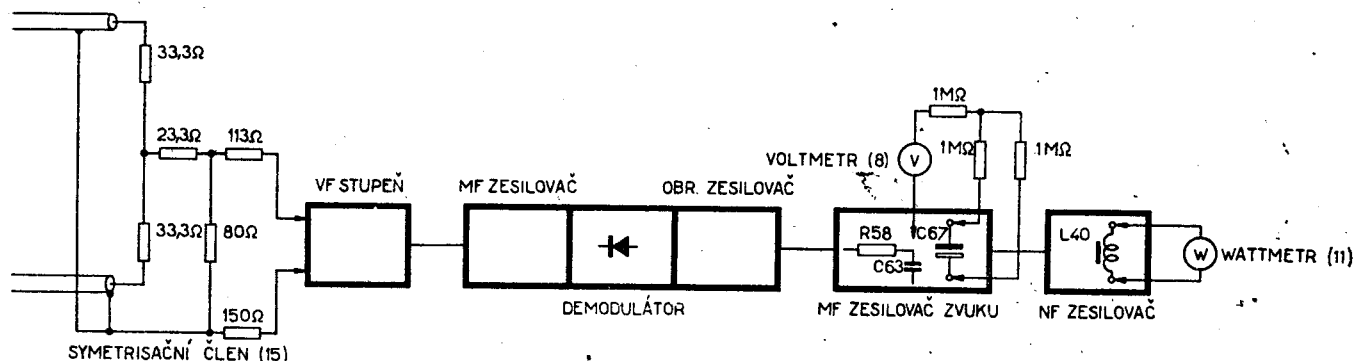 33,3Ω
23,3Ω
113Ω
33,3Ω
80Ω
150Ω
SYMETRISAČNÍ ČLEN (15)
VF STUPEŇ
MF ZESILOVAČ
OBR. ZESILOVAČ
DEMODULÁTOR
1MΩ
1MΩ
1MΩ
VOLTMETR (8)
V
R58
C67
C63
MF ZESILOVAČ ZVUKU
L40
NF ZESILOVAČ
W
WATTMETR (11)